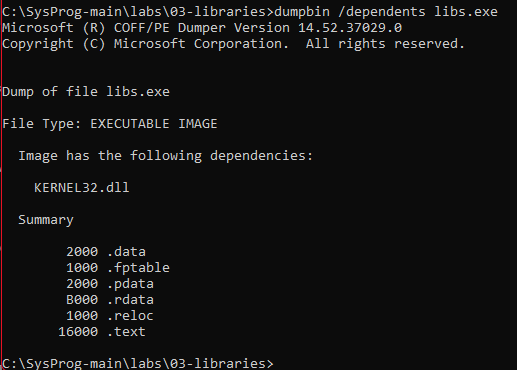 C:\SysProg-main\labs\03-libraries>dumpbin /dependents libs.exe
Microsoft (R) COFF/PE Dumper Version 14.52.37029.0
Copyright (C) Microsoft Corporation.  All rights reserved.
Dump of file libs.exe
File Type: EXECUTABLE IMAGE
Image has the following dependencies:
KERNEL32.dll
Summary
2000 .data
1000 .fptable
2000 .pdata
B000 .rdata
1000 .reloc
16000 .text
C:\SysProg-main\labs\03-libraries>